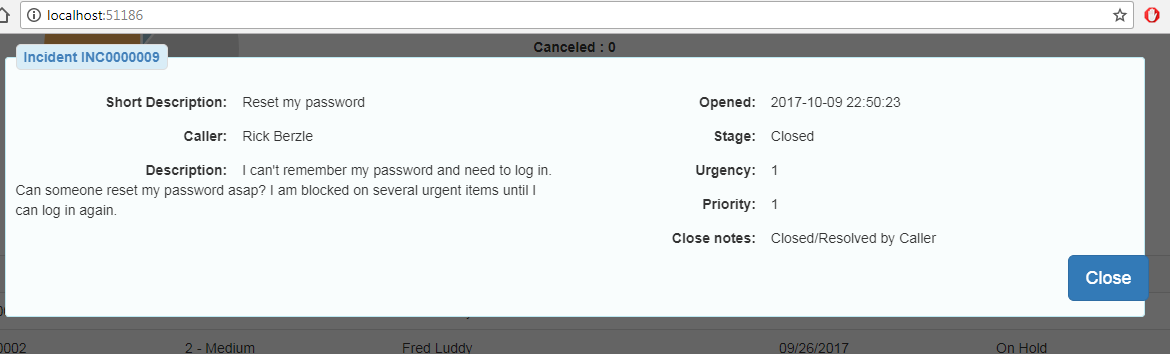 localhost:51186
Canceled : 0
Incident INC0000009
Short Description: Reset my password
Caller: Rick Berzle
Description: I can't remember my password and need to log in.
Can someone reset my password asap? I am blocked on several urgent items until I
can log in again.
Opened: 2017-10-09 22:50:23
Stage: Closed
Urgency: 1
Priority: 1
Close notes: Closed/Resolved by Caller
Close
0002 2 - Medium Fred Luddy 09/26/2017 On Hold